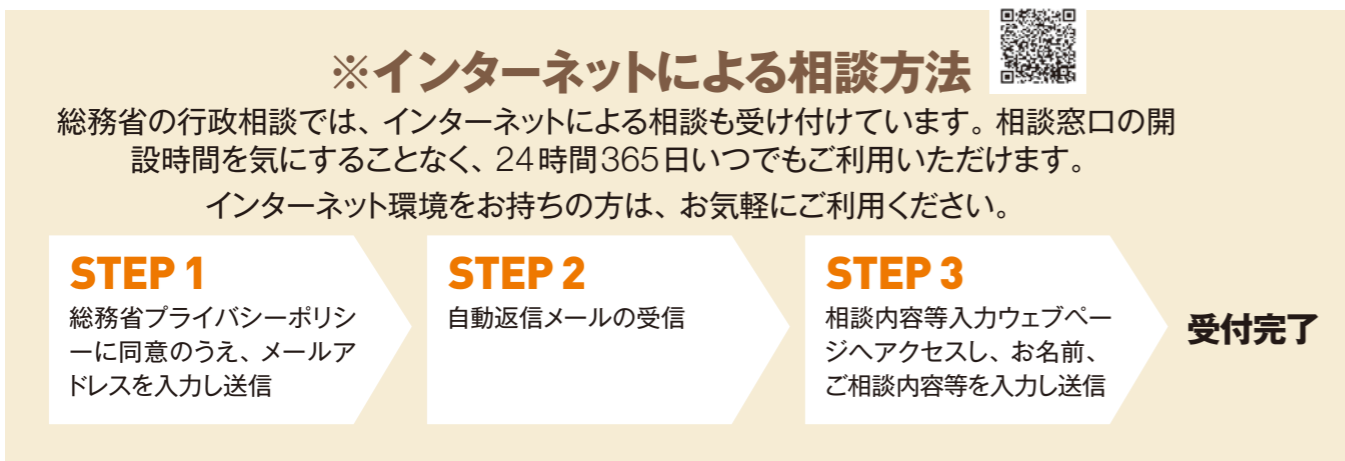 ※インターネットによる相談方法
総務省の行政相談では、インターネットによる相談も受け付けています。相談窓口の開
設時間を気にすることなく、24時間365日いつでもご利用いただけます。
インターネット環境をお持ちの方は、お気軽にご利用ください。
STEP 1
総務省プライバシーポリシ
ーに同意のうえ、メールア
ドレスを入力し送信
STEP 2
自動返信メールの受信
STEP 3
相談内容等入力ウェブペー
ジへアクセスし、お名前、
ご相談内容等を入力し送信
受付完了